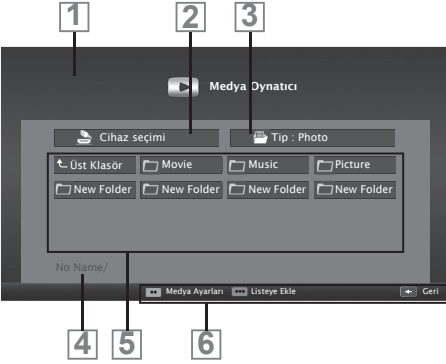 1 2 3
Medya Oynatıcı
Cihaz seçimi Tip : Photo
Üst Klasör Movie Music Picture
New Folder New Folder New Folder New Folder
No Name/
Medya Ayarları Listeye Ekle Geri
4 5 6